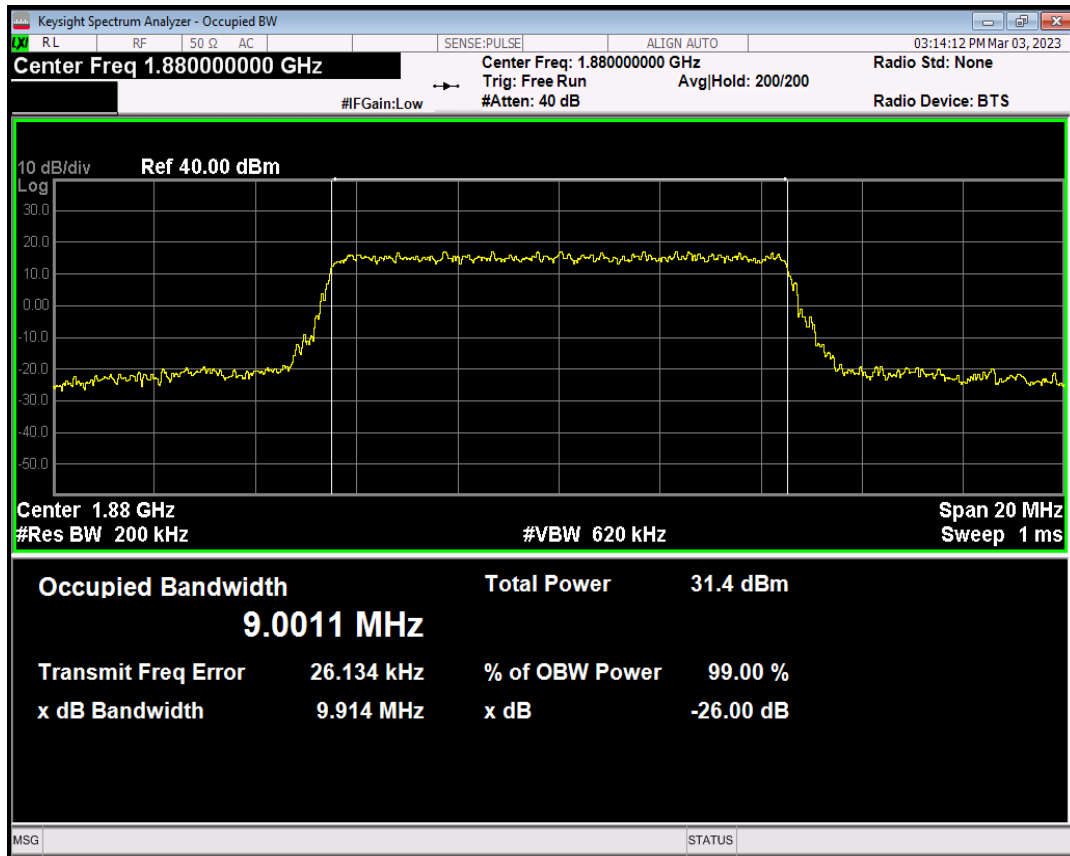 Keysight Spectrum Analyzer - Occupied BW
LXI RL RF 50 Ω AC SENSE:PULSE ALIGN AUTO 03:14:12 PM Mar 03, 2023
Center Freq 1.880000000 GHz Center Freq: 1.880000000 GHz Radio Std: None
Trig: Free Run Avg|Hold: 200/200
#IFGain:Low #Atten: 40 dB Radio Device: BTS
10 dB/div Ref 40.00 dBm
Log
30.0
20.0
10.0
0.00
-10.0
-20.0
-30.0
-40.0
-50.0
Center 1.88 GHz Span 20 MHz
#Res BW 200 kHz #VBW 620 kHz Sweep 1 ms
Occupied Bandwidth Total Power 31.4 dBm
9.0011 MHz
Transmit Freq Error 26.134 kHz % of OBW Power 99.00 %
x dB Bandwidth 9.914 MHz x dB -26.00 dB
MSG STATUS